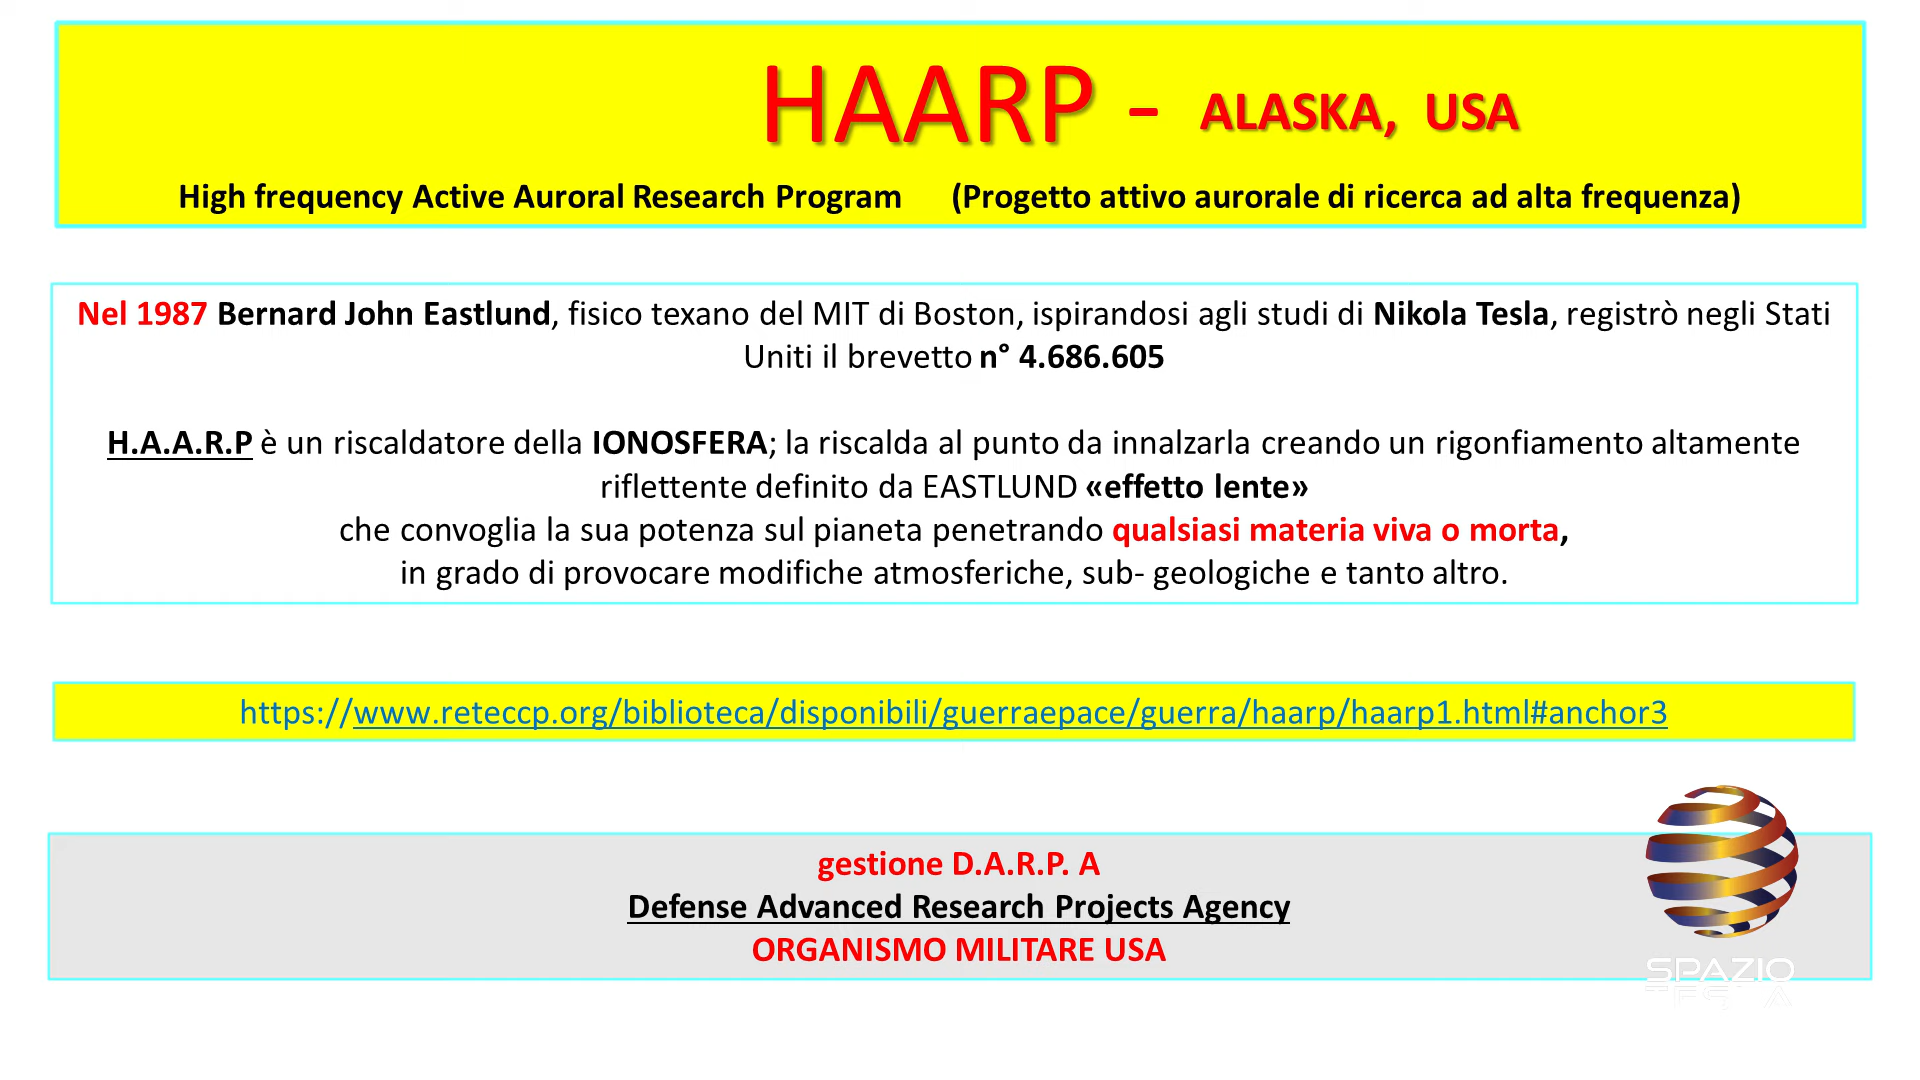 HAARP - ALASKA, USA
High frequency Active Auroral Research Program (Progetto attivo aurorale di ricerca ad alta frequenza)
Nel 1987 Bernard John Eastlund, fisico texano del MIT di Boston, ispirandosi agli studi di Nikola Tesla, registrò negli Stati
Uniti il brevetto n° 4.686.605
H.A.A.R.P è un riscaldatore della IONOSFERA; la riscalda al punto da innalzarla creando un rigonfiamento altamente
riflettente definito da EASTLUND «effetto lente»
che convoglia la sua potenza sul pianeta penetrando qualsiasi materia viva o morta,
in grado di provocare modifiche atmosferiche, sub- geologiche e tanto altro.
https://www.reteccp.org/biblioteca/disponibili/guerraepace/guerra/haarp/haarp1.html#anchor3
gestione D.A.R.P. A
Defense Advanced Research Projects Agency
ORGANISMO MILITARE USA
SPAZIO
TESLA